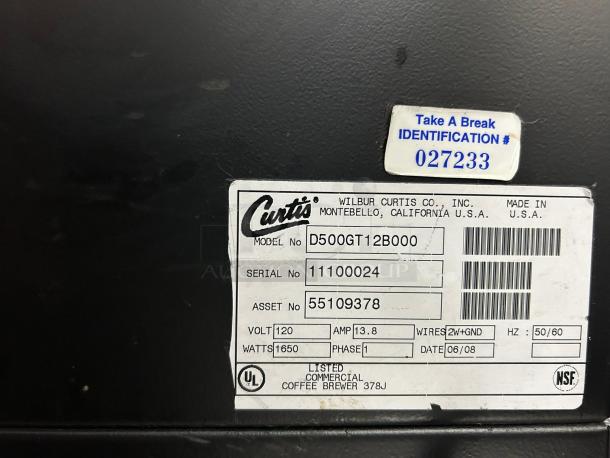 Take A Break
IDENTIFICATION #
027233
Curtis®
WILBUR CURTIS CO., INC. MADE IN
MONTEBELLO, CALIFORNIA U.S.A. U.S.A.
MODEL No D500GT12B000
SERIAL No 11100024
ASSET No 55109378
VOLT 120 AMP 13.8 WIRES 2W+GND HZ : 50/60
WATTS 1650 PHASE 1 DATE 06/08
UL LISTED
COMMERCIAL
COFFEE BREWER 378J
NSF